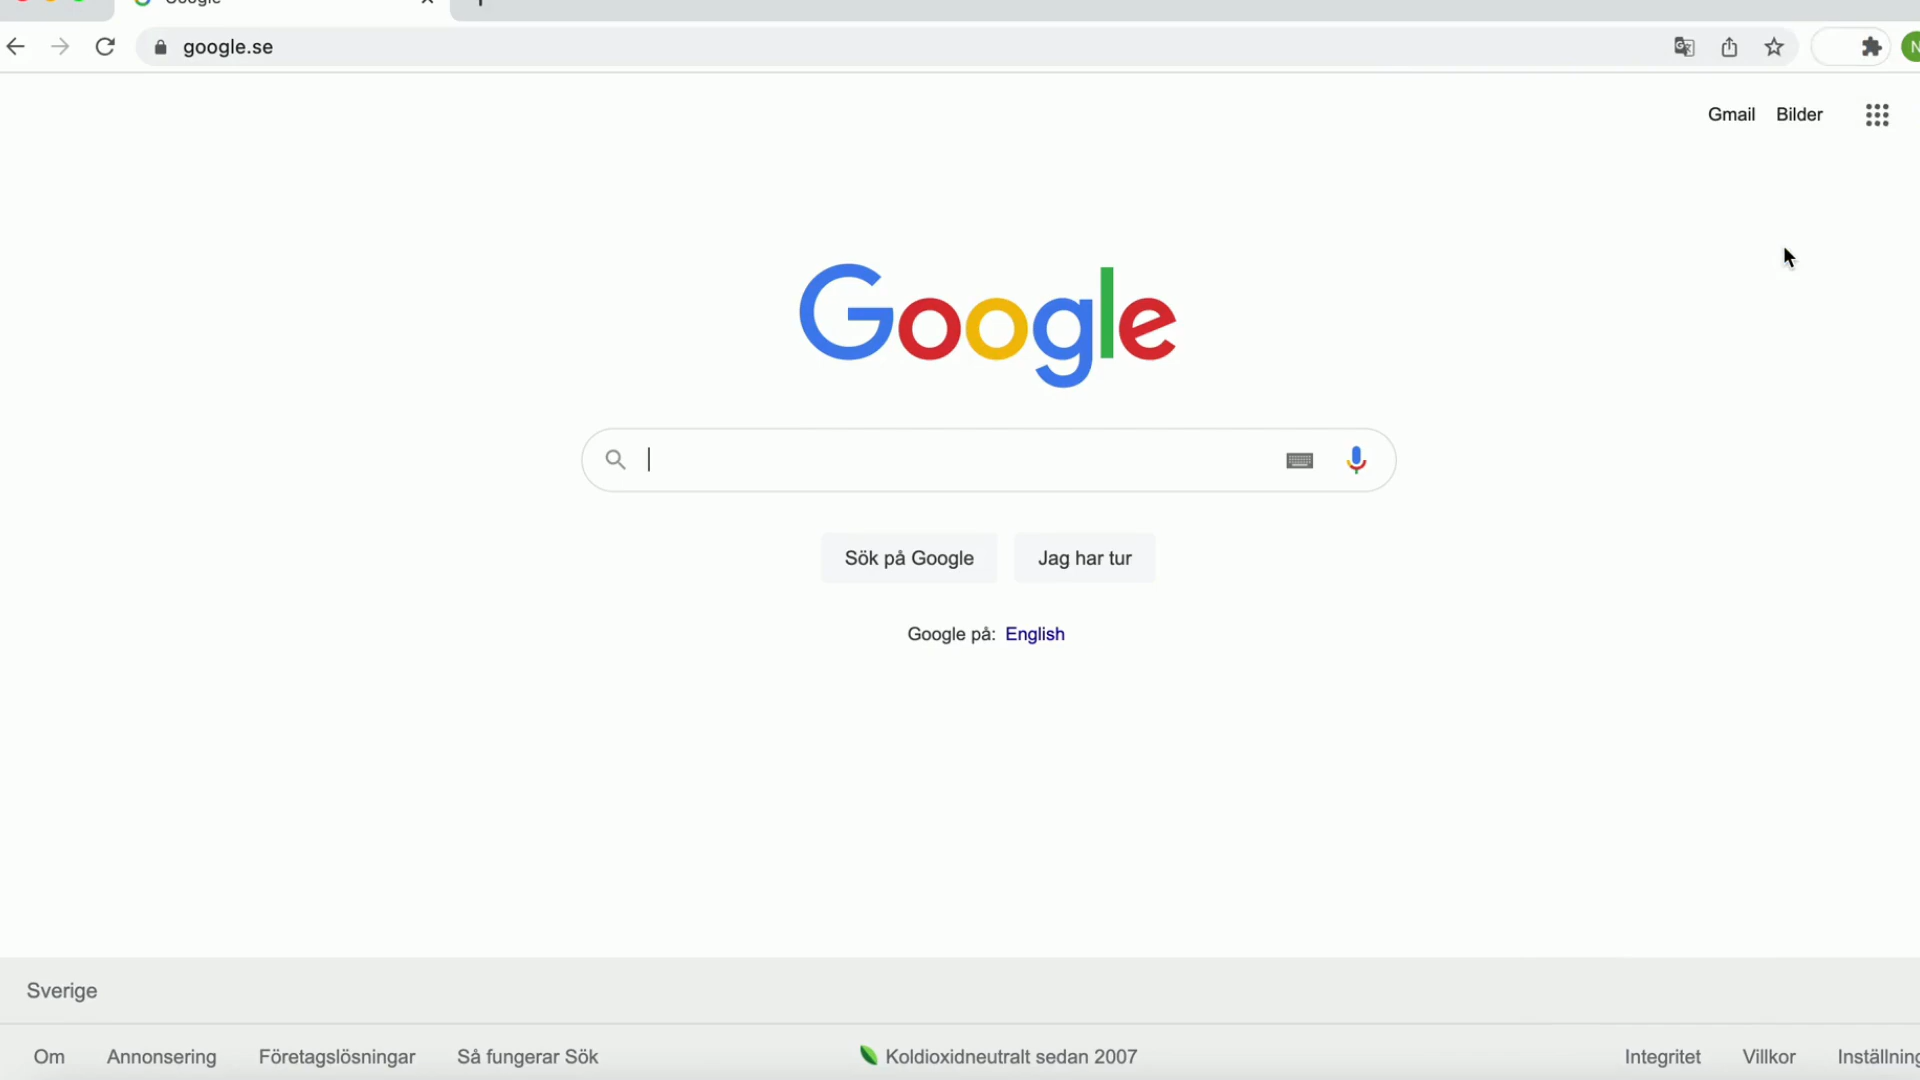 google.se
Gmail Bilder
Google
Sök på Google Jag har tur
Google på: English
Sverige
Om Annonsering Företagslösningar Så fungerar Sök Koldioxidneutralt sedan 2007 Integritet Villkor